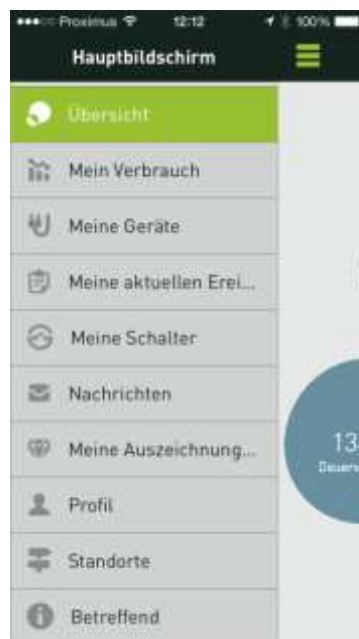 Proximus 12:12 100%
Hauptbildschirm
Übersicht
Mein Verbrauch
Meine Geräte
Meine aktuellen Erei...
Meine Schalter
Nachrichten
Meine Auszeichnung...
Profil
Standorte
Betreffend